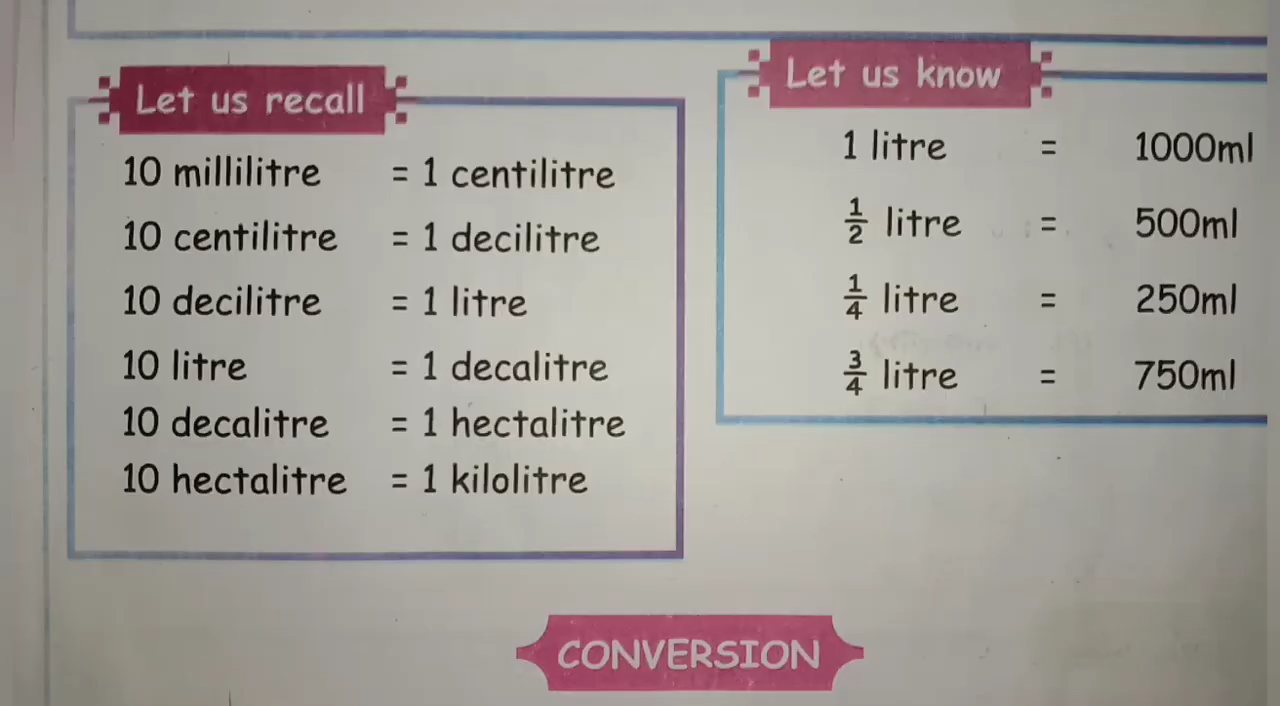 Let us recall
10 millilitre = 1 centilitre
10 centilitre = 1 decilitre
10 decilitre = 1 litre
10 litre = 1 decalitre
10 decalitre = 1 hectalitre
10 hectalitre = 1 kilolitre
Let us know
1 litre = 1000ml
1/2 litre = 500ml
1/4 litre = 250ml
3/4 litre = 750ml
CONVERSION